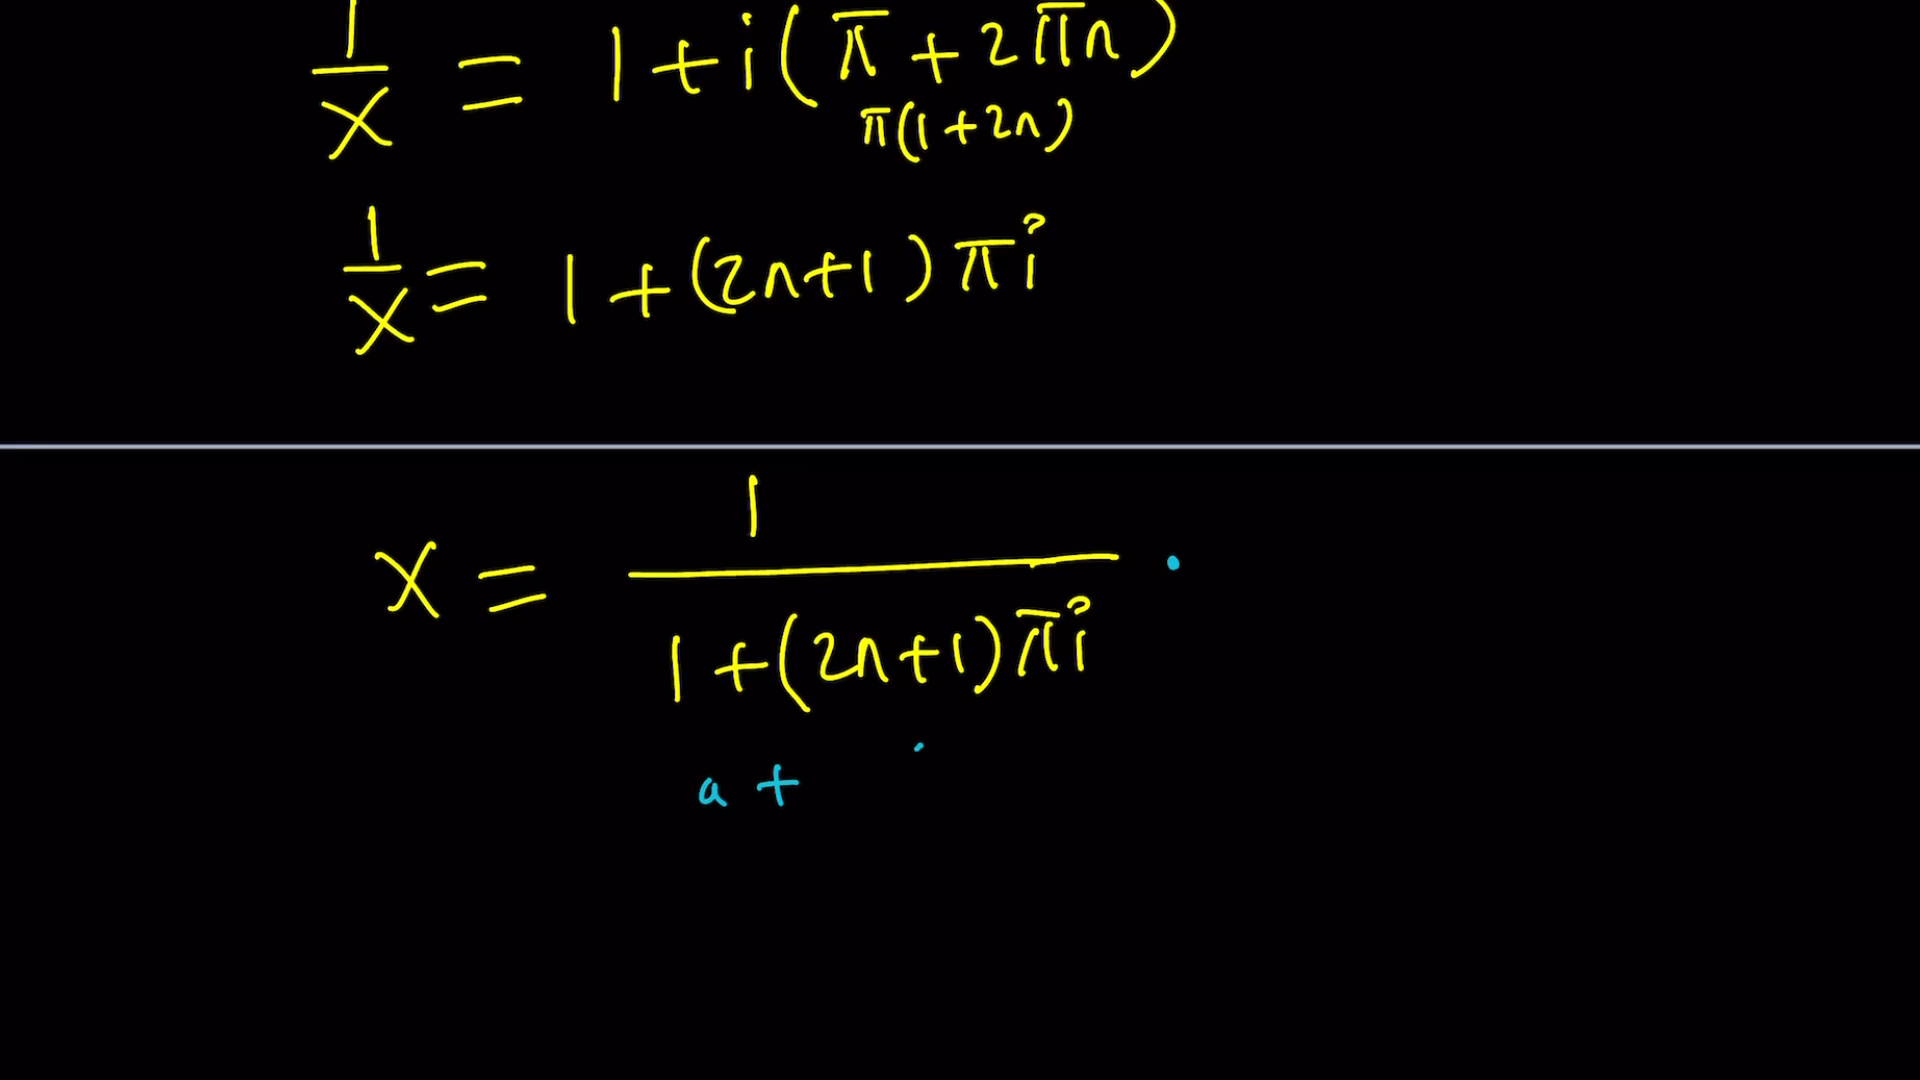 1/x = 1 + i(π + 2πn)
π(1+2n)
1/x = 1 + (2n+1)πi
x = 1/(1+(2n+1)πi) ·
a +